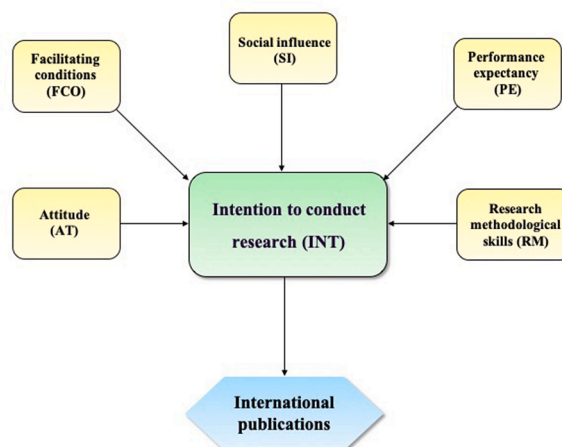 Social influence
(SI)
Facilitating
conditions
(FCO)
Performance
expectancy
(PE)
Intention to conduct
research (INT)
Attitude
(AT)
Research
methodological
skills (RM)
International
publications